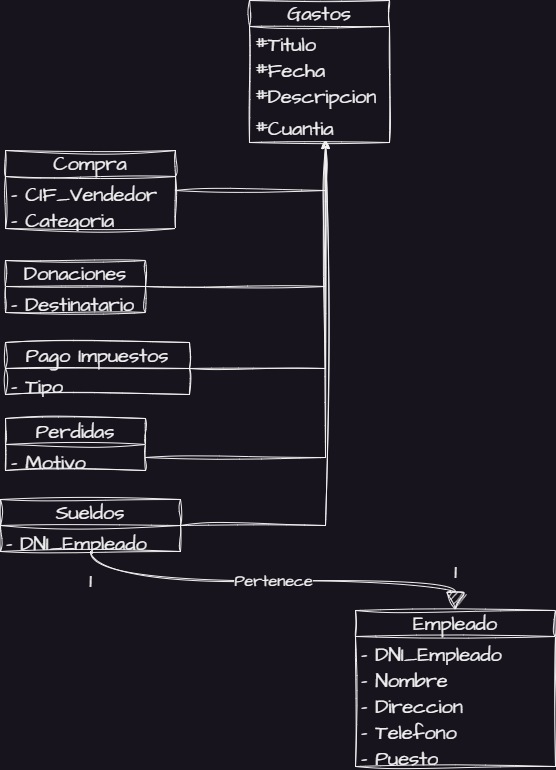 Gastos
#Titulo
#Fecha
#Descripcion
#Cuantia
Compra
- CIF_Vendedor
- Categoria
Donaciones
- Destinatario
Pago Impuestos
- Tipo
Perdidas
- Motivo
Sueldos
- DNI_Empleado
1
Pertenece
1
Empleado
- DNI_Empleado
- Nombre
- Direccion
- Telefono
- Puesto